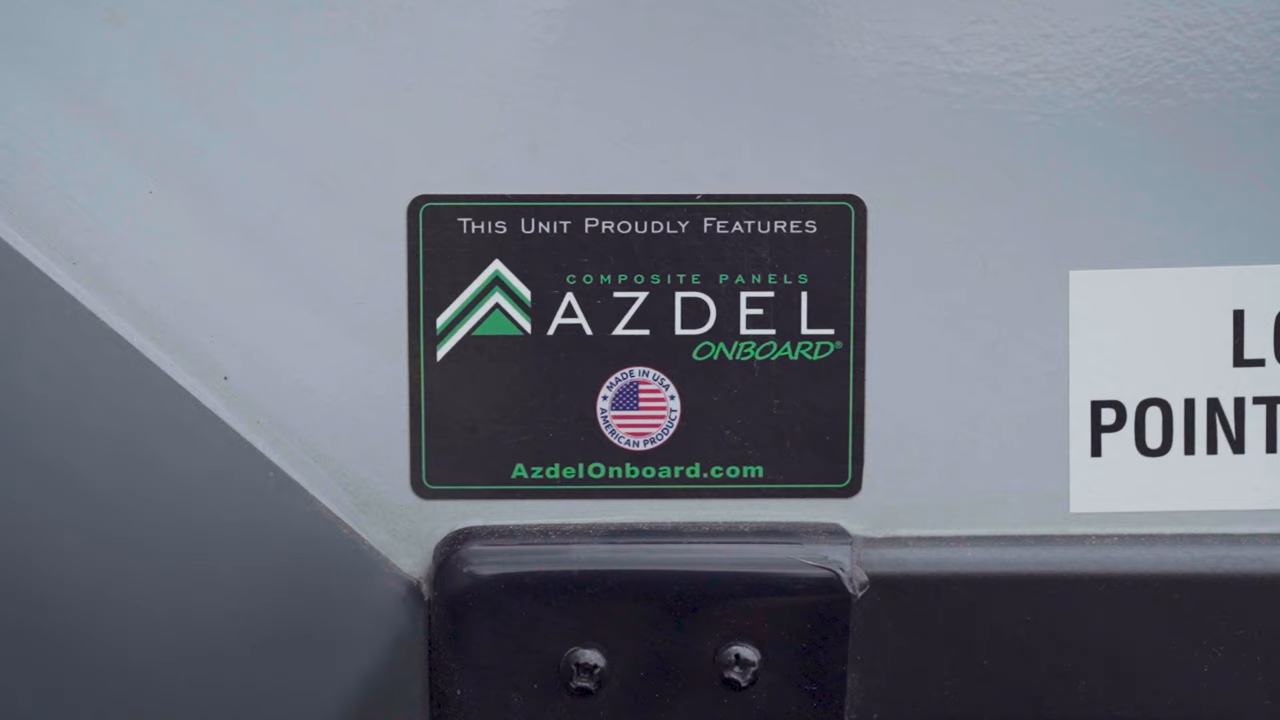 This Unit Proudly Features
COMPOSITE PANELS
AZDEL
ONBOARD®
MADE IN USA
AMERICAN PRODUCT
AzdelOnboard.com
POINT